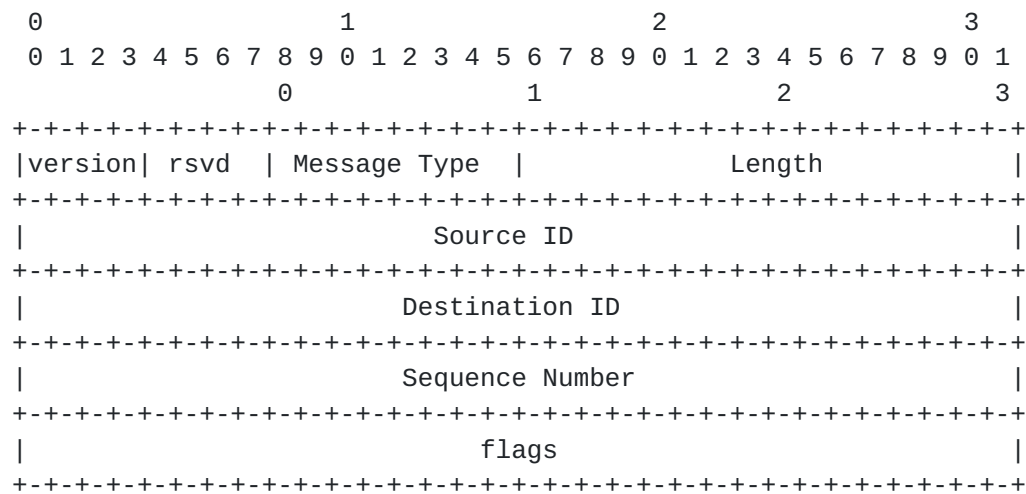 0 1 2 3
0 1 2 3 4 5 6 7 8 9 0 1 2 3 4 5 6 7 8 9 0 1 2 3 4 5 6 7 8 9 0 1
0 1 2 3
+-+-+-+-+-+-+-+-+-+-+-+-+-+-+-+-+-+-+-+-+-+-+-+-+-+-+-+-+-+-+-+-+
|version| rsvd | Message Type | Length |
+-+-+-+-+-+-+-+-+-+-+-+-+-+-+-+-+-+-+-+-+-+-+-+-+-+-+-+-+-+-+-+-+
| Source ID |
+-+-+-+-+-+-+-+-+-+-+-+-+-+-+-+-+-+-+-+-+-+-+-+-+-+-+-+-+-+-+-+-+
| Destination ID |
+-+-+-+-+-+-+-+-+-+-+-+-+-+-+-+-+-+-+-+-+-+-+-+-+-+-+-+-+-+-+-+-+
| Sequence Number |
+-+-+-+-+-+-+-+-+-+-+-+-+-+-+-+-+-+-+-+-+-+-+-+-+-+-+-+-+-+-+-+-+
| flags |
+-+-+-+-+-+-+-+-+-+-+-+-+-+-+-+-+-+-+-+-+-+-+-+-+-+-+-+-+-+-+-+-+